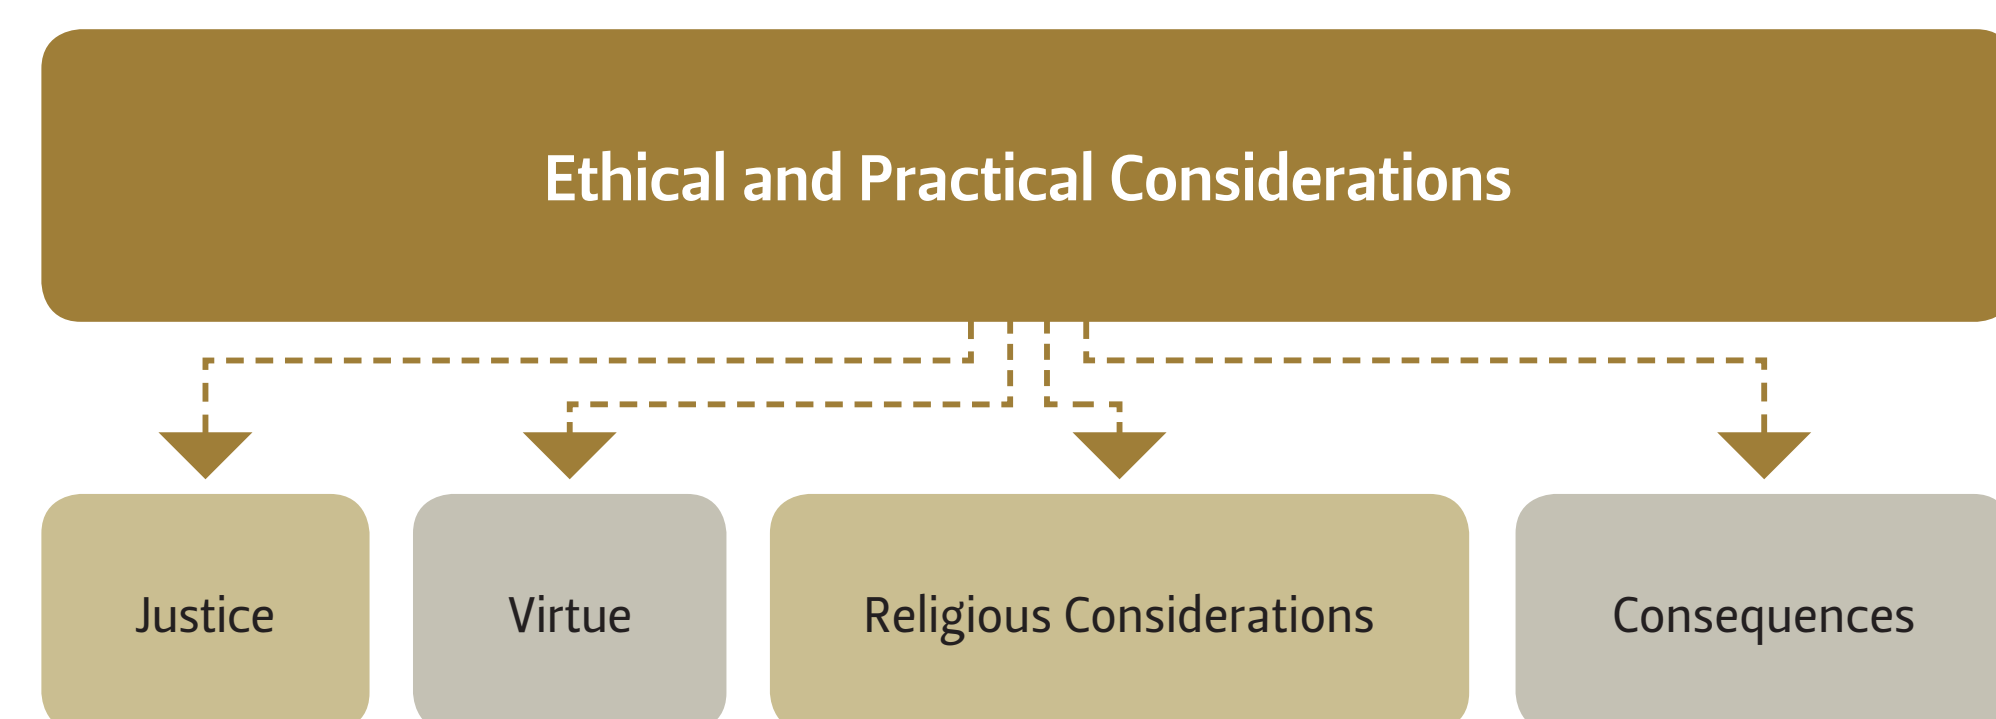 Ethical and Practical Considerations
Justice
Virtue
Religious Considerations
Consequences